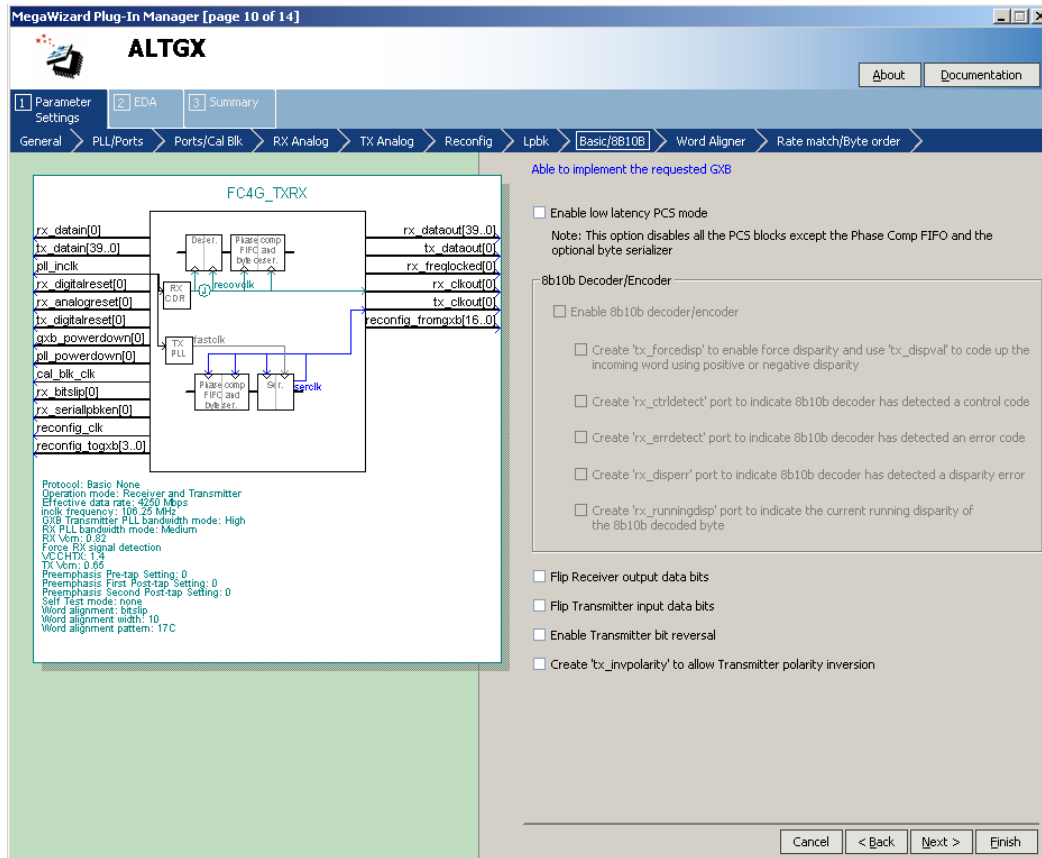 MegaWizard Plug-In Manager [page 10 of 14]
ALTGX
About
Documentation
1 Parameter Settings
2 EDA
3 Summary
General
PLL/Ports
Ports/Cal Blk
RX Analog
TX Analog
Reconfig
Lpbk
Basic/8B10B
Word Aligner
Rate match/Byte order
FC4G_TXRX
rx_datain[0]
tx_datain[39..0]
pll_inclk
rx_digitalreset[0]
rx_analogreset[0]
tx_digitalreset[0]
gxb_powerdown[0]
pll_powerdown[0]
cal_blk_clk
rx_bitslip[0]
rx_seriallpbken[0]
reconfig_clk
reconfig_togxb[3..0]
Deser.
Phase comp
FIFO and
byte deser.
RX
CDR
recovclk
TX
PLL
fastclk
Phase comp
FIFO and
byte ser.
Ser.
serclk
rx_dataout[39..0]
tx_dataout[0]
rx_freqlocked[0]
rx_clkout[0]
tx_clkout[0]
reconfig_fromgxb[16..0]
Protocol: Basic None
Operation mode: Receiver and Transmitter
Effective data rate: 4250 Mbps
inclk frequency: 106.25 MHz
GXB Transmitter PLL bandwidth mode: High
RX PLL bandwidth mode: Medium
RX Vcm: 0.82
Force RX signal detection
VCCHTX: 1.4
TX Vcm: 0.65
Preemphasis Pre-tap Setting: 0
Preemphasis First Post-tap Setting: 0
Preemphasis Second Post-tap Setting: 0
Self Test mode: none
Word alignment: bitslip
Word alignment width: 10
Word alignment pattern: 17C
Able to implement the requested GXB
Enable low latency PCS mode
Note: This option disables all the PCS blocks except the Phase Comp FIFO and the
optional byte serializer
8b10b Decoder/Encoder
Enable 8b10b decoder/encoder
Create 'tx_forcedisp' to enable force disparity and use 'tx_dispval' to code up the
incoming word using positive or negative disparity
Create 'rx_ctrldetect' port to indicate 8b10b decoder has detected a control code
Create 'rx_errdetect' port to indicate 8b10b decoder has detected an error code
Create 'rx_disperr' port to indicate 8b10b decoder has detected a disparity error
Create 'rx_runningdisp' port to indicate the current running disparity of
the 8b10b decoded byte
Flip Receiver output data bits
Flip Transmitter input data bits
Enable Transmitter bit reversal
Create 'tx_invpolarity' to allow Transmitter polarity inversion
Cancel
< Back
Next >
Finish